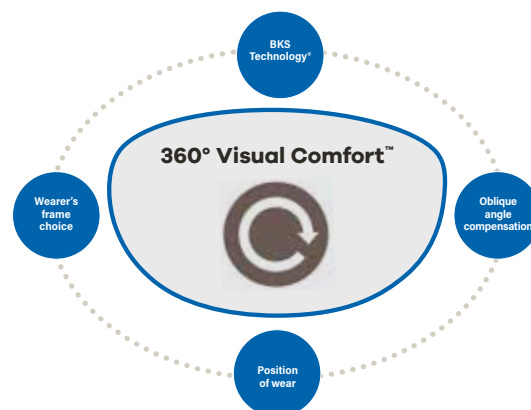 BKS
Technology®
360° Visual Comfort™
Wearer's
frame
choice
Oblique
angle
compensation
Position
of wear